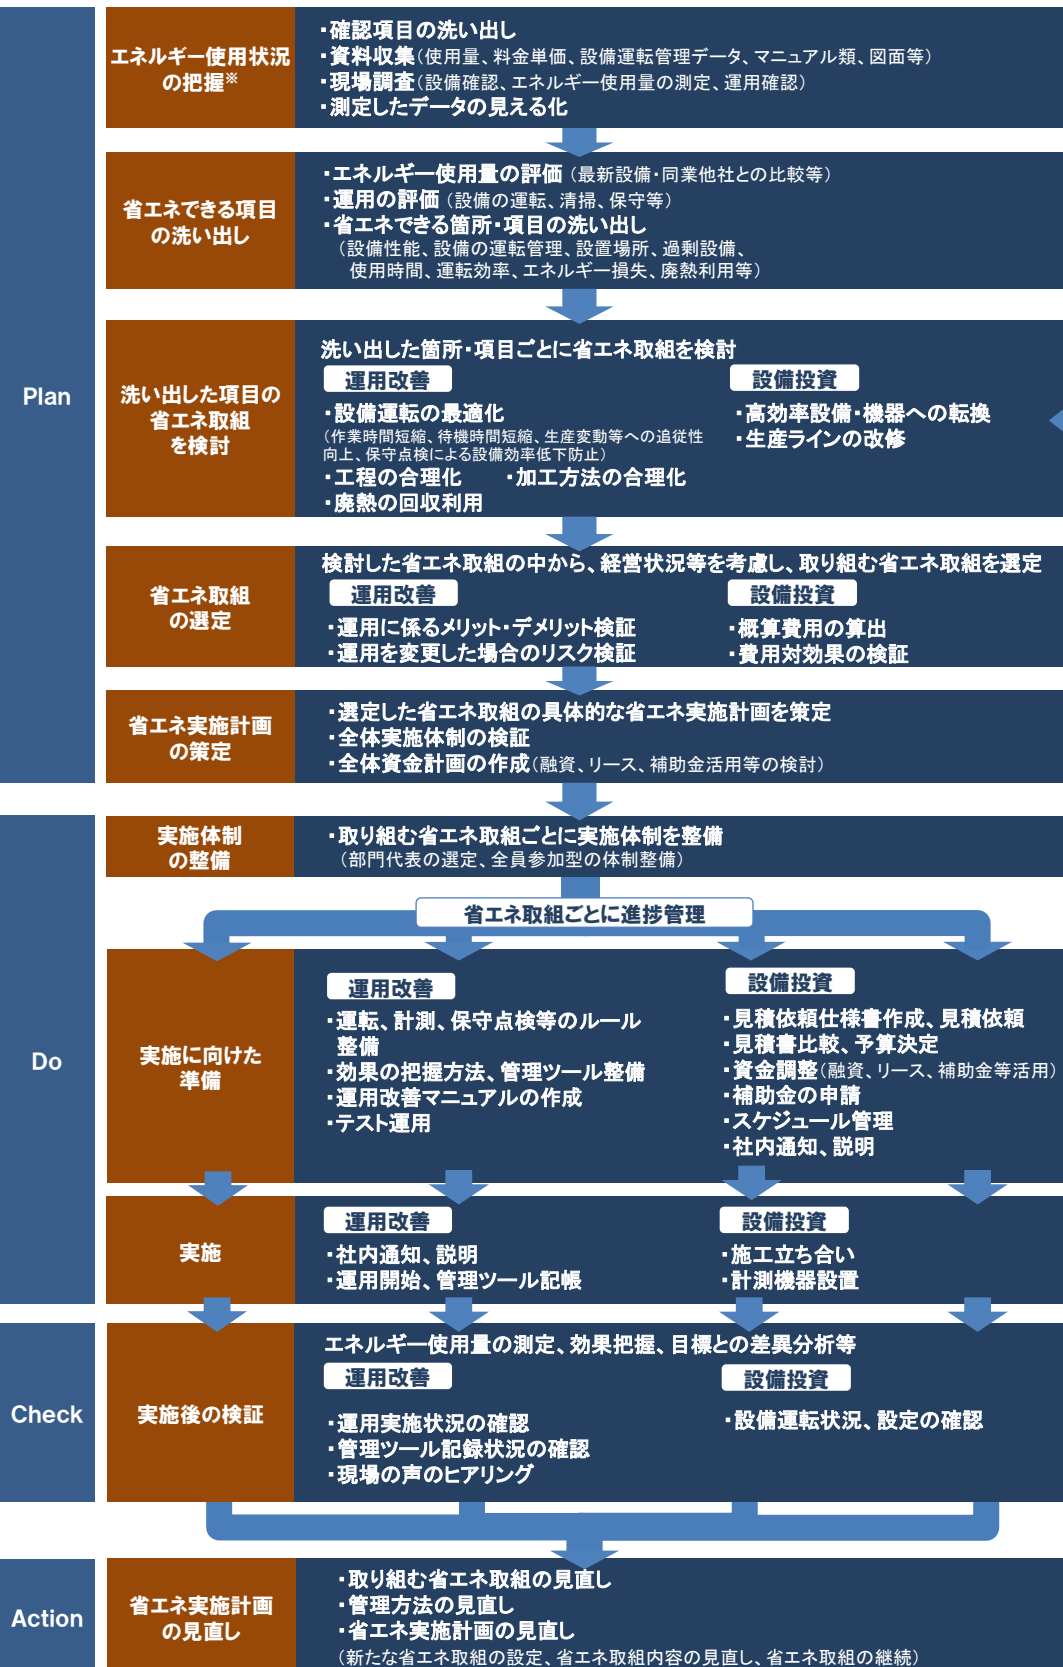 Plan
エネルギー使用状況
の把握※
・確認項目の洗い出し
・資料収集(使用量、料金単価、設備運転管理データ、マニュアル類、図面等)
・現場調査(設備確認、エネルギー使用量の測定、運用確認)
・測定したデータの見える化
省エネできる項目
の洗い出し
・エネルギー使用量の評価(最新設備・同業他社との比較等)
・運用の評価(設備の運転、清掃、保守等)
・省エネできる箇所・項目の洗い出し
(設備性能、設備の運転管理、設置場所、過剰設備、
使用時間、運転効率、エネルギー損失、廃熱利用等)
洗い出した項目の
省エネ取組
を検討
洗い出した箇所・項目ごとに省エネ取組を検討
運用改善
・設備運転の最適化
(作業時間短縮、待機時間短縮、生産変動等への追従性
向上、保守点検による設備効率低下防止)
・工程の合理化 ・加工方法の合理化
・廃熱の回収利用
設備投資
・高効率設備・機器への転換
・生産ラインの改修
省エネ取組
の選定
検討した省エネ取組の中から、経営状況等を考慮し、取り組む省エネ取組を選定
運用改善
・運用に係るメリット・デメリット検証
・運用を変更した場合のリスク検証
設備投資
・概算費用の算出
・費用対効果の検証
省エネ実施計画
の策定
・選定した省エネ取組の具体的な省エネ実施計画を策定
・全体実施体制の検証
・全体資金計画の作成(融資、リース、補助金活用等の検討)
Do
実施体制
の整備
・取り組む省エネ取組ごとに実施体制を整備
(部門代表の選定、全員参加型の体制整備)
省エネ取組ごとに進捗管理
実施に向けた
準備
運用改善
・運転、計測、保守点検等のルール
整備
・効果の把握方法、管理ツール整備
・運用改善マニュアルの作成
・テスト運用
設備投資
・見積依頼仕様書作成、見積依頼
・見積書比較、予算決定
・資金調整(融資、リース、補助金等活用)
・補助金の申請
・スケジュール管理
・社内通知、説明
実施
運用改善
・社内通知、説明
・運用開始、管理ツール記帳
設備投資
・施工立ち合い
・計測機器設置
Check
実施後の検証
エネルギー使用量の測定、効果把握、目標との差異分析等
運用改善
・運用実施状況の確認
・管理ツール記録状況の確認
・現場の声のヒアリング
設備投資
・設備運転状況、設定の確認
Action
省エネ実施計画
の見直し
・取り組む省エネ取組の見直し
・管理方法の見直し
・省エネ実施計画の見直し
(新たな省エネ取組の設定、省エネ取組内容の見直し、省エネ取組の継続)